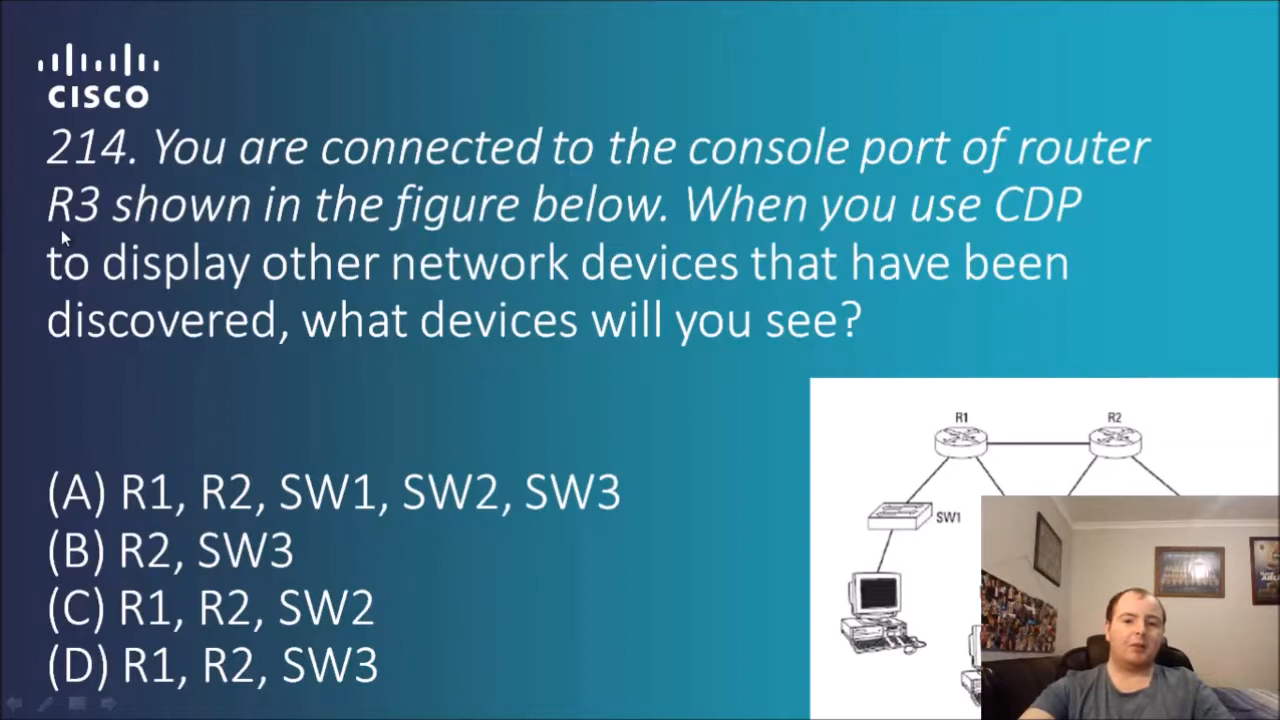 CISCO
214. You are connected to the console port of router
R3 shown in the figure below. When you use CDP
to display other network devices that have been
discovered, what devices will you see?
(A) R1, R2, SW1, SW2, SW3
(B) R2, SW3
(C) R1, R2, SW2
(D) R1, R2, SW3
R1
R2
SW1